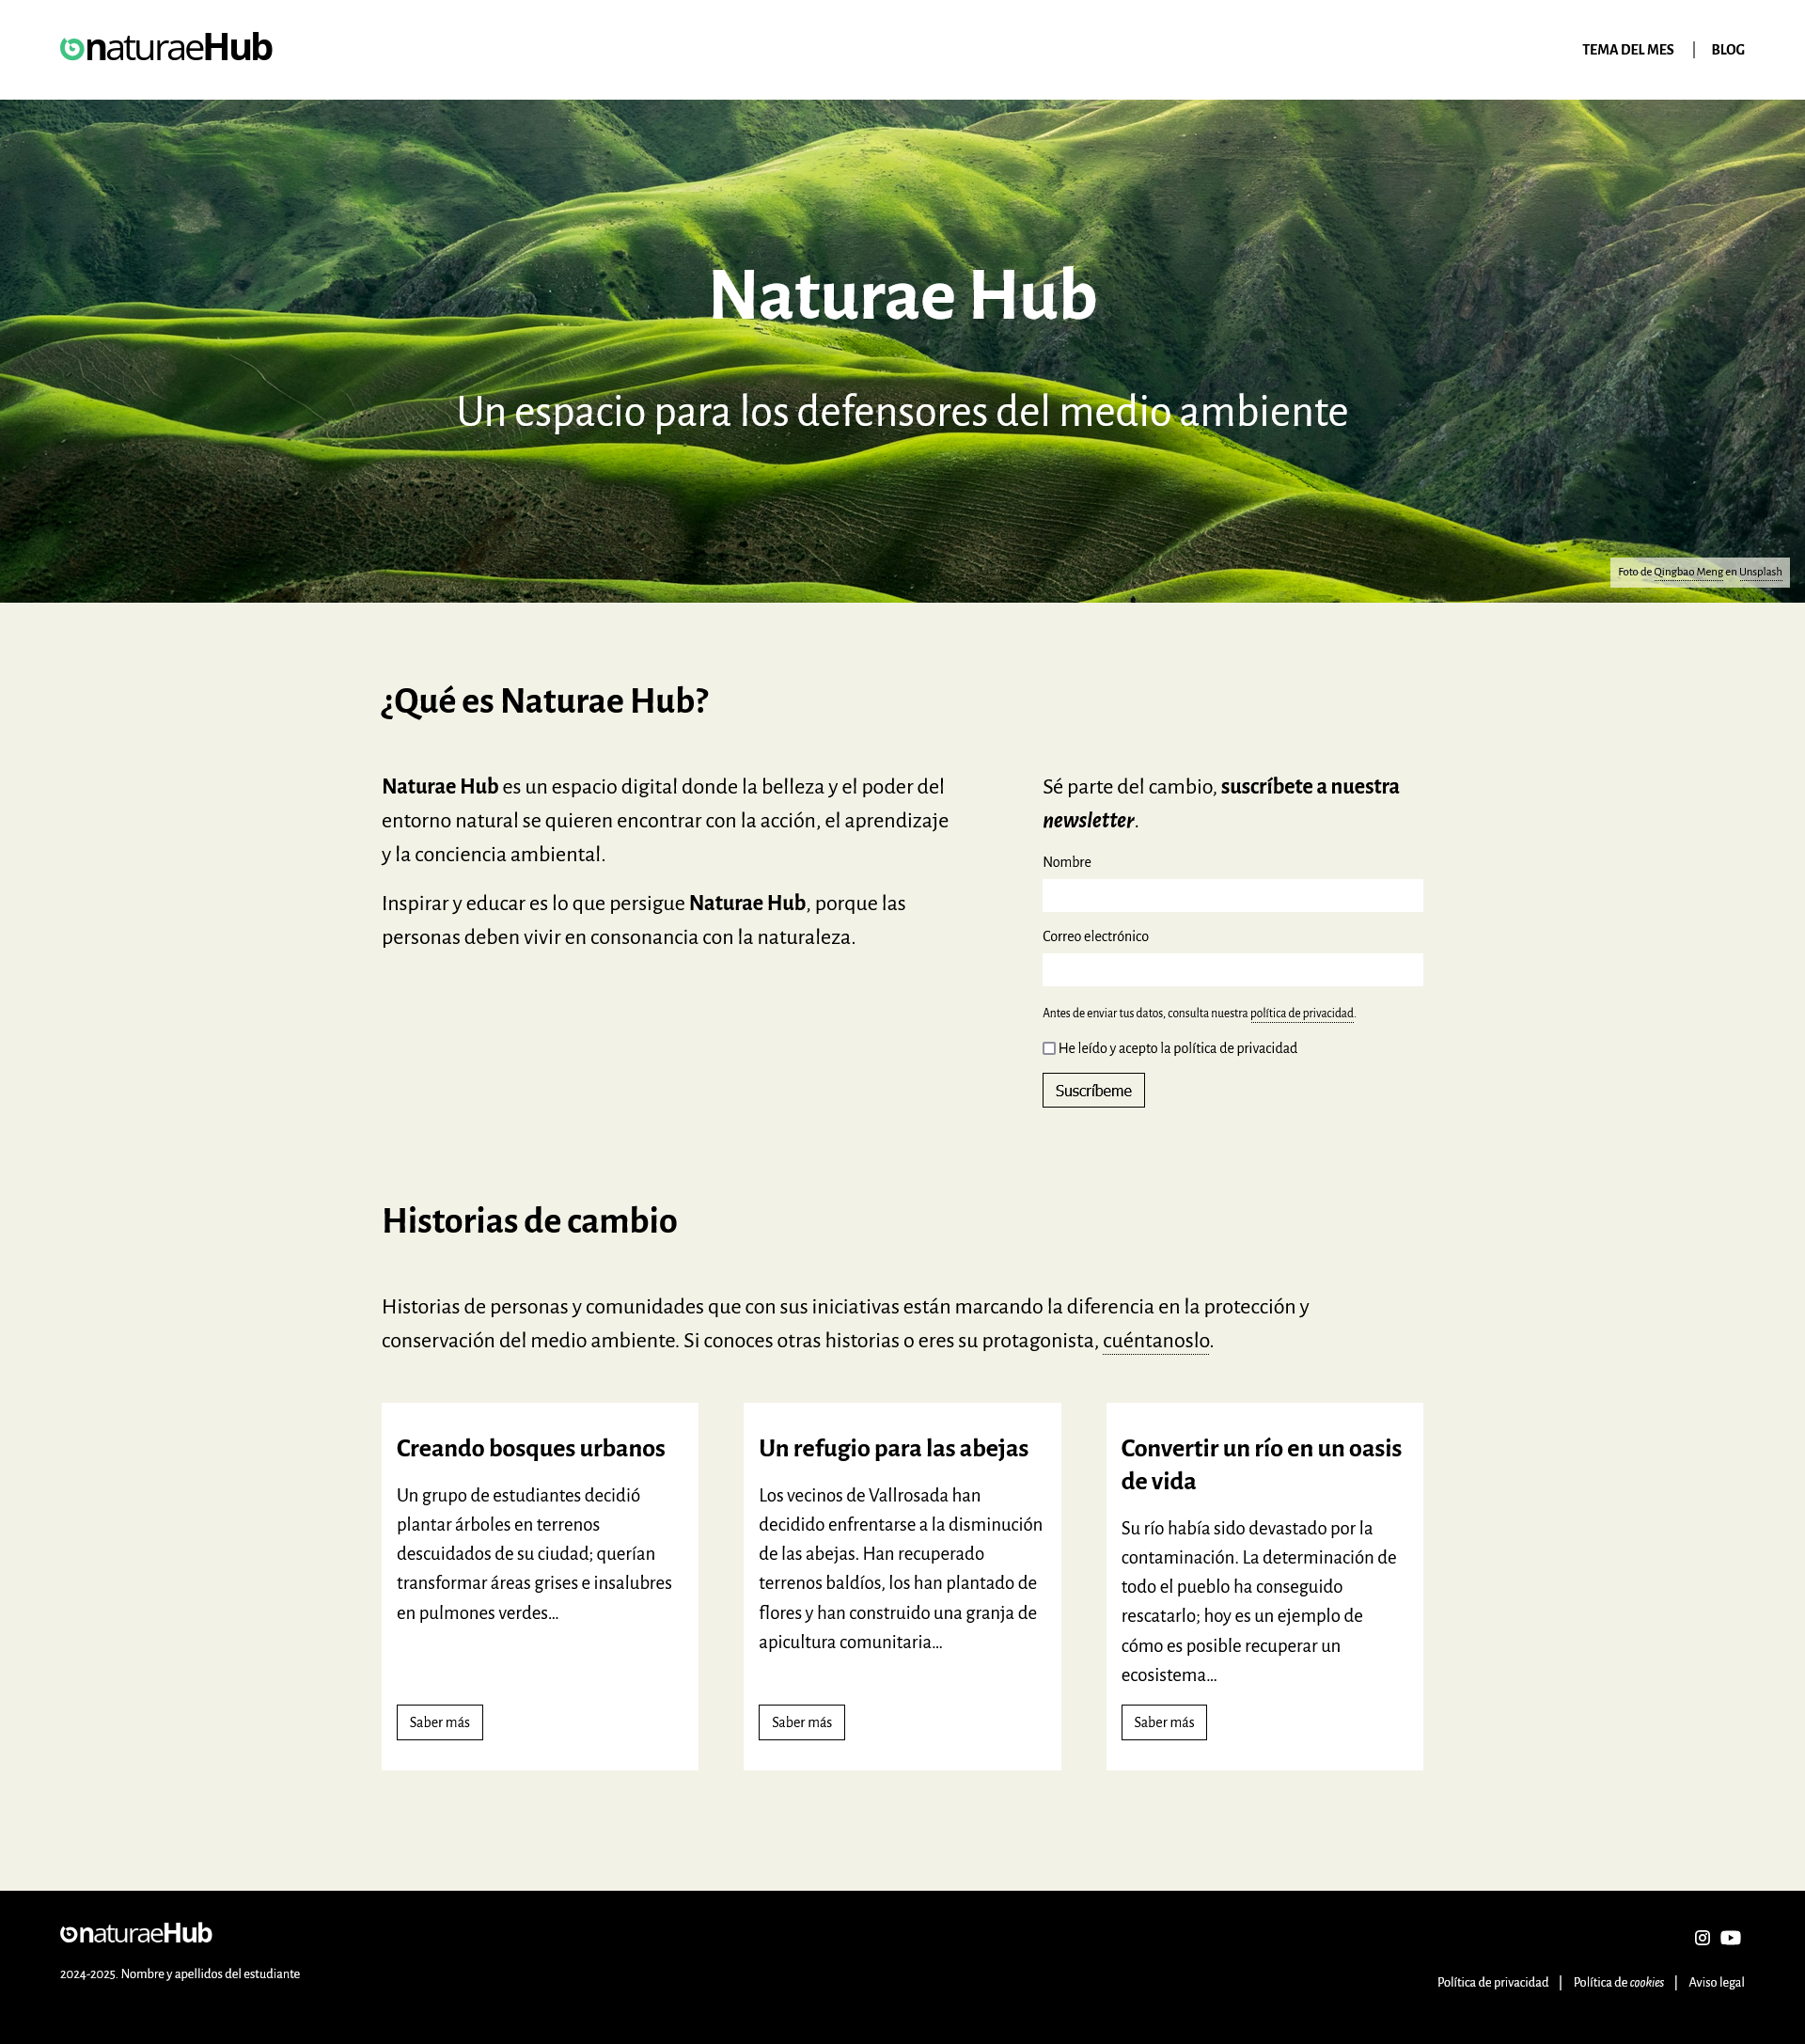 naturaeHub
TEMA DEL MES | BLOG
Naturae Hub
Un espacio para los defensores del medio ambiente
Foto de Qingbao Meng en Unsplash
¿Qué es Naturae Hub?
Naturae Hub es un espacio digital donde la belleza y el poder del
entorno natural se quieren encontrar con la acción, el aprendizaje
y la conciencia ambiental.
Inspirar y educar es lo que persigue Naturae Hub, porque las
personas deben vivir en consonancia con la naturaleza.
Sé parte del cambio, suscríbete a nuestra
newsletter.
Nombre
Correo electrónico
Antes de enviar tus datos, consulta nuestra política de privacidad.
He leído y acepto la política de privacidad
Suscríbeme
Historias de cambio
Historias de personas y comunidades que con sus iniciativas están marcando la diferencia en la protección y
conservación del medio ambiente. Si conoces otras historias o eres su protagonista, cuéntanoslo.
Creando bosques urbanos
Un grupo de estudiantes decidió
plantar árboles en terrenos
descuidados de su ciudad; querían
transformar áreas grises e insalubres
en pulmones verdes…
Saber más
Un refugio para las abejas
Los vecinos de Vallrosada han
decidido enfrentarse a la disminución
de las abejas. Han recuperado
terrenos baldíos, los han plantado de
flores y han construido una granja de
apicultura comunitaria…
Saber más
Convertir un río en un oasis
de vida
Su río había sido devastado por la
contaminación. La determinación de
todo el pueblo ha conseguido
rescatarlo; hoy es un ejemplo de
cómo es posible recuperar un
ecosistema…
Saber más
naturaeHub
2024-2025. Nombre y apellidos del estudiante
Política de privacidad | Política de cookies | Aviso legal